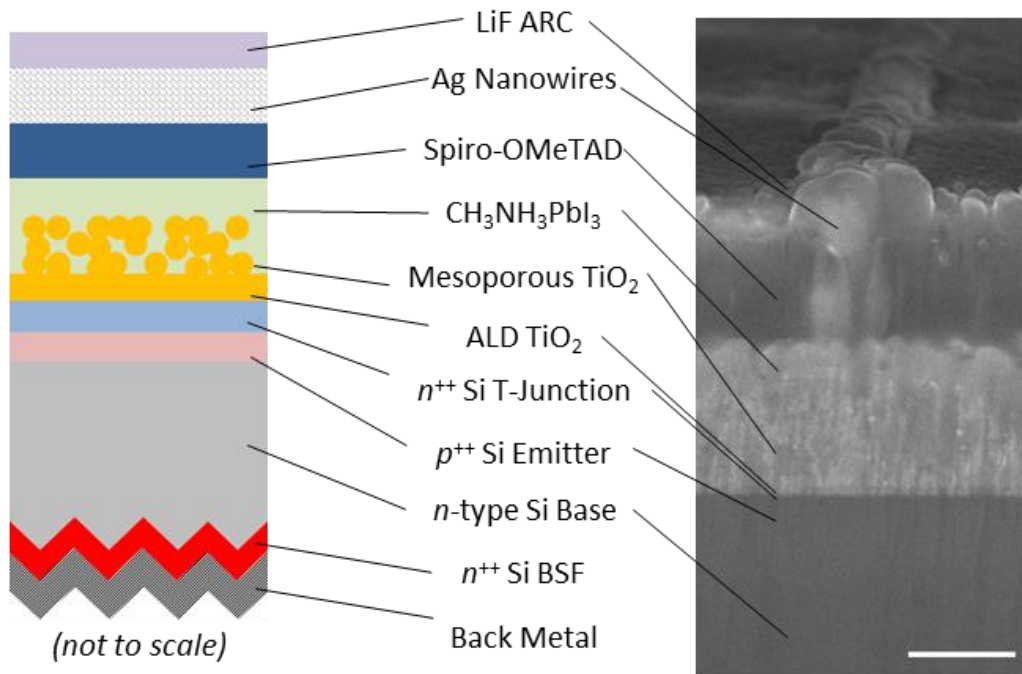 LiF ARC
Ag Nanowires
Spiro-OMeTAD
CH₃NH₃PbI₃
Mesoporous TiO₂
ALD TiO₂
n⁺⁺ Si T-Junction
p⁺⁺ Si Emitter
n-type Si Base
n⁺⁺ Si BSF
Back Metal
(not to scale)